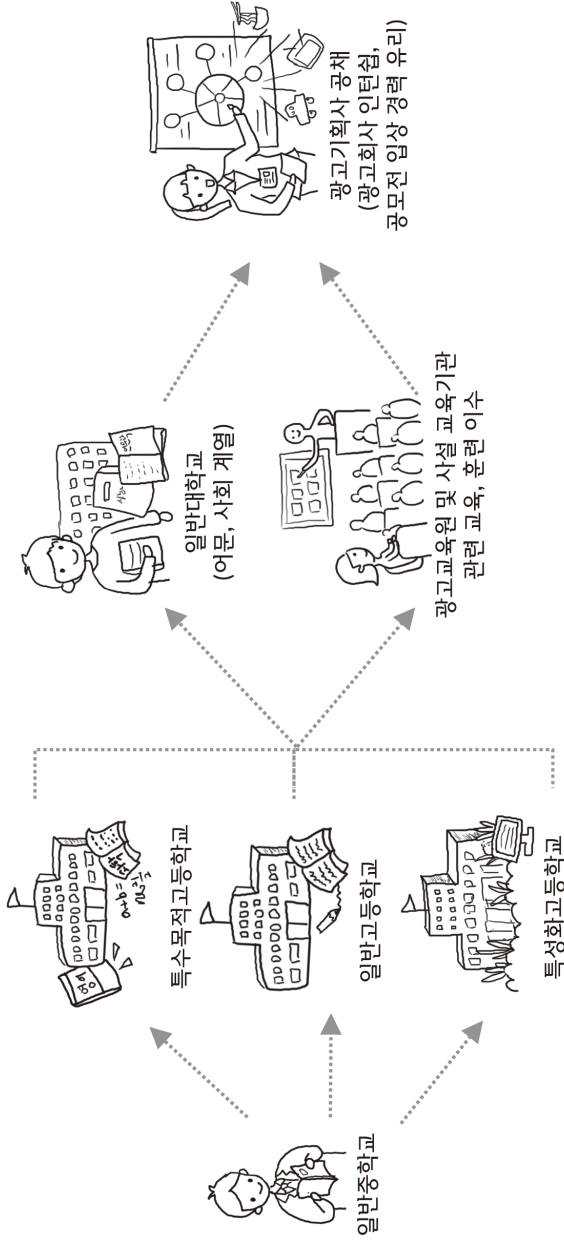 일반중학교
특수목적고등학교
영어
a+b=
일반고등학교
특성화고등학교
일반대학교
(어문, 사회 계열)
광고교육원 및 사설 교육기관
관련 교육, 훈련 이수
광고기획사 공채
(광고회사 인턴십,
공모전 입상 경력 유리)